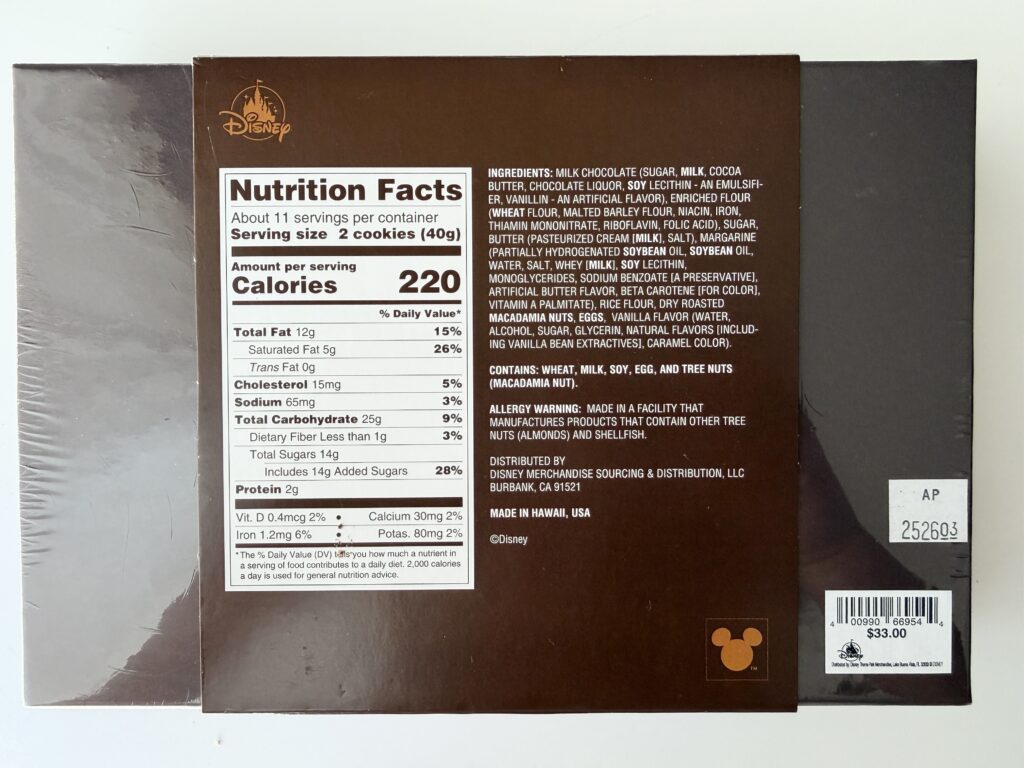 Disney
Nutrition Facts
About 11 servings per container
Serving size 2 cookies (40g)
Amount per serving
Calories 220
% Daily Value*
Total Fat 12g 15%
Saturated Fat 5g 26%
Trans Fat 0g
Cholesterol 15mg 5%
Sodium 65mg 3%
Total Carbohydrate 25g 9%
Dietary Fiber Less than 1g 3%
Total Sugars 14g
Includes 14g Added Sugars 28%
Protein 2g
Vit. D 0.4mcg 2% • Calcium 30mg 2%
Iron 1.2mg 6% • Potas. 80mg 2%
*The % Daily Value (DV) tells you how much a nutrient in
a serving of food contributes to a daily diet. 2,000 calories
a day is used for general nutrition advice.
INGREDIENTS: MILK CHOCOLATE (SUGAR, MILK, COCOA
BUTTER, CHOCOLATE LIQUOR, SOY LECITHIN - AN EMULSIFI-
ER, VANILLIN - AN ARTIFICIAL FLAVOR), ENRICHED FLOUR
(WHEAT FLOUR, MALTED BARLEY FLOUR, NIACIN, IRON,
THIAMIN MONONITRATE, RIBOFLAVIN, FOLIC ACID), SUGAR,
BUTTER (PASTEURIZED CREAM [MILK], SALT), MARGARINE
(PARTIALLY HYDROGENATED SOYBEAN OIL, SOYBEAN OIL,
WATER, SALT, WHEY [MILK], SOY LECITHIN,
MONOGLYCERIDES, SODIUM BENZOATE [A PRESERVATIVE],
ARTIFICIAL BUTTER FLAVOR, BETA CAROTENE [FOR COLOR],
VITAMIN A PALMITATE), RICE FLOUR, DRY ROASTED
MACADAMIA NUTS, EGGS, VANILLA FLAVOR (WATER,
ALCOHOL, SUGAR, GLYCERIN, NATURAL FLAVORS [INCLUD-
ING VANILLA BEAN EXTRACTIVES], CARAMEL COLOR).
CONTAINS: WHEAT, MILK, SOY, EGG, AND TREE NUTS
(MACADAMIA NUT).
ALLERGY WARNING: MADE IN A FACILITY THAT
MANUFACTURES PRODUCTS THAT CONTAIN OTHER TREE
NUTS (ALMONDS) AND SHELLFISH.
DISTRIBUTED BY
DISNEY MERCHANDISE SOURCING & DISTRIBUTION, LLC
BURBANK, CA 91521
MADE IN HAWAII, USA
©Disney
TM
AP
252603
4 00990 66954 4
$33.00
Disney